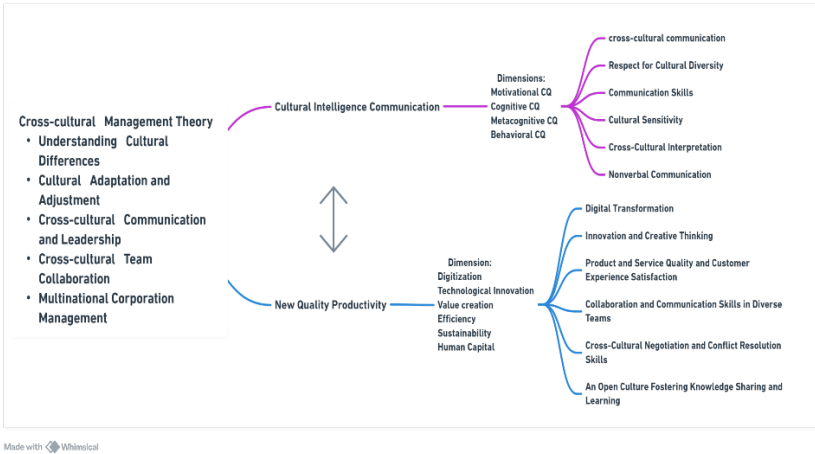 Cross-cultural Management Theory
• Understanding Cultural
Differences
• Cultural Adaptation and
Adjustment
• Cross-cultural Communication
and Leadership
• Cross-cultural Team
Collaboration
• Multinational Corporation
Management
Cultural Intelligence Communication
Dimensions:
Motivational CQ
Cognitive CQ
Metacognitive CQ
Behavioral CQ
cross-cultural communication
Respect for Cultural Diversity
Communication Skills
Cultural Sensitivity
Cross-Cultural Interpretation
Nonverbal Communication
New Quality Productivity
Dimension:
Digitization
Technological Innovation
Value creation
Efficiency
Sustainability
Human Capital
Digital Transformation
Innovation and Creative Thinking
Product and Service Quality and Customer
Experience Satisfaction
Collaboration and Communication Skills in Diverse
Teams
Cross-Cultural Negotiation and Conflict Resolution
Skills
An Open Culture Fostering Knowledge Sharing and
Learning
Made with Whimsical